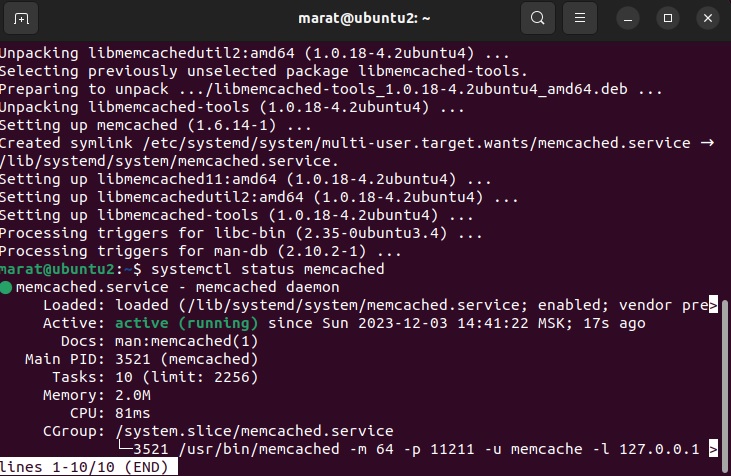 marat@ubuntu2: ~
Unpacking libmemcachedutil2:amd64 (1.0.18-4.2ubuntu4) ...
Selecting previously unselected package libmemcached-tools.
Preparing to unpack .../libmemcached-tools_1.0.18-4.2ubuntu4_amd64.deb ...
Unpacking libmemcached-tools (1.0.18-4.2ubuntu4) ...
Setting up memcached (1.6.14-1) ...
Created symlink /etc/systemd/system/multi-user.target.wants/memcached.service →
/lib/systemd/system/memcached.service.
Setting up libmemcached11:amd64 (1.0.18-4.2ubuntu4) ...
Setting up libmemcachedutil2:amd64 (1.0.18-4.2ubuntu4) ...
Setting up libmemcached-tools (1.0.18-4.2ubuntu4) ...
Processing triggers for libc-bin (2.35-0ubuntu3.4) ...
Processing triggers for man-db (2.10.2-1) ...
marat@ubuntu2:~$ systemctl status memcached
● memcached.service - memcached daemon
Loaded: loaded (/lib/systemd/system/memcached.service; enabled; vendor pre>
Active: active (running) since Sun 2023-12-03 14:41:22 MSK; 17s ago
Docs: man:memcached(1)
Main PID: 3521 (memcached)
Tasks: 10 (limit: 2256)
Memory: 2.0M
CPU: 81ms
CGroup: /system.slice/memcached.service
└─3521 /usr/bin/memcached -m 64 -p 11211 -u memcache -l 127.0.0.1 >
lines 1-10/10 (END)